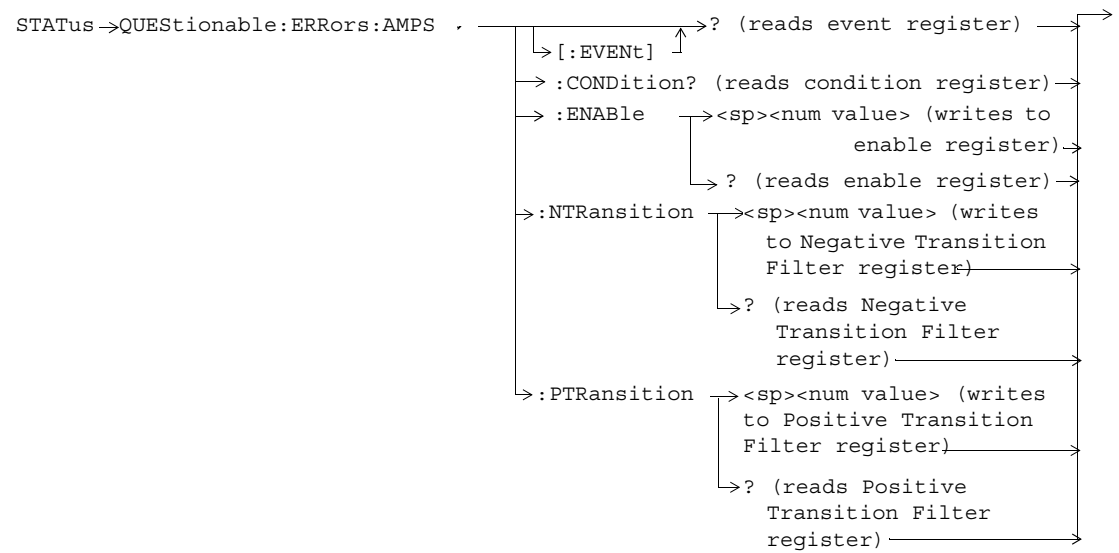 STATus QUEStionable:ERRors:AMPS ? (reads event register)
[:EVENt]
:CONDition? (reads condition register)
:ENABle <sp><num value> (writes to
enable register)
? (reads enable register)
:NTRansition <sp><num value> (writes
to Negative Transition
Filter register)
? (reads Negative
Transition Filter
register)
:PTRansition <sp><num value> (writes
to Positive Transition
Filter register)
? (reads Positive
Transition Filter
register)